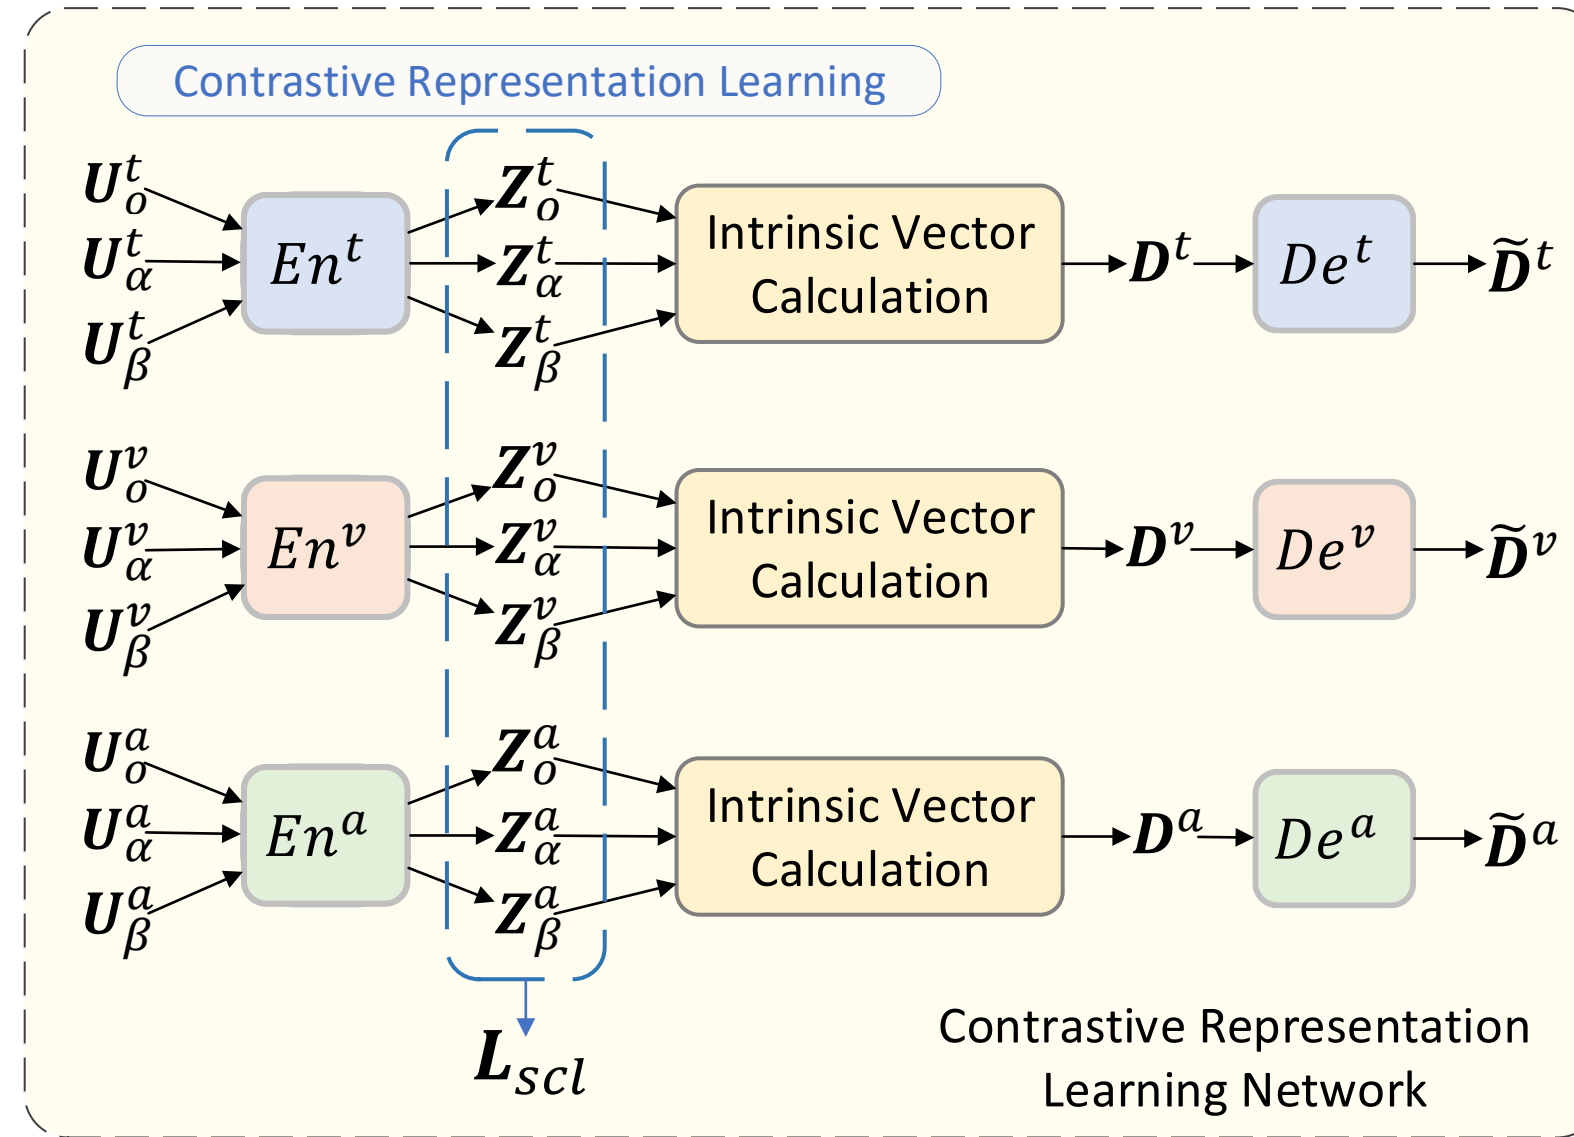 Contrastive Representation Learning
U_o^t
U_α^t
U_β^t
En^t
Z_o^t
Z_α^t
Z_β^t
Intrinsic Vector
Calculation
D^t
De^t
D̃^t
U_o^v
U_α^v
U_β^v
En^v
Z_o^v
Z_α^v
Z_β^v
Intrinsic Vector
Calculation
D^v
De^v
D̃^v
U_o^a
U_α^a
U_β^a
En^a
Z_o^a
Z_α^a
Z_β^a
Intrinsic Vector
Calculation
D^a
De^a
D̃^a
L_scl
Contrastive Representation
Learning Network